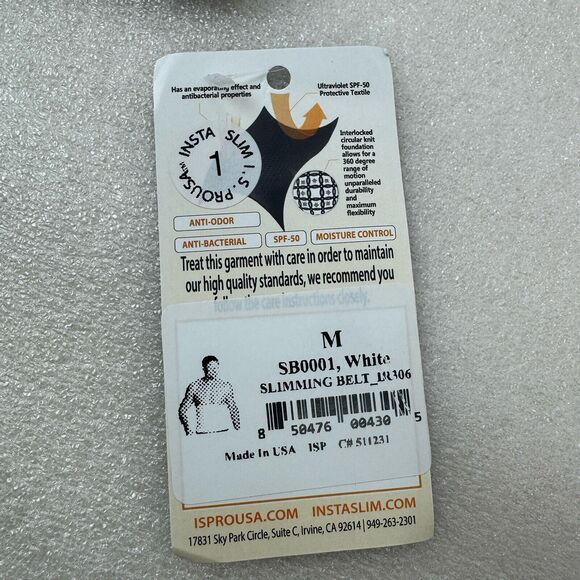 Has an evaporating effect and
antibacterial properties
Ultraviolet SPF-50
Protective Textile
INSTA SLIM I.S.PROUSA™
1
Interlocked
circular knit
foundation
allows for a
360 degree
range of
motion
unparalleled
durability
and
maximum
flexibility
ANTI-ODOR
ANTI-BACTERIAL
SPF-50
MOISTURE CONTROL
Treat this garment with care in order to maintain
our high quality standards, we recommend you
follow the care instructions closely.
M
SB0001, White
SLIMMING BELT_
8 50476 00430 5
Made In USA ISP C# 511231
ISPROUSA.COM INSTASLIM.COM
17831 Sky Park Circle, Suite C, Irvine, CA 92614 | 949-263-2301